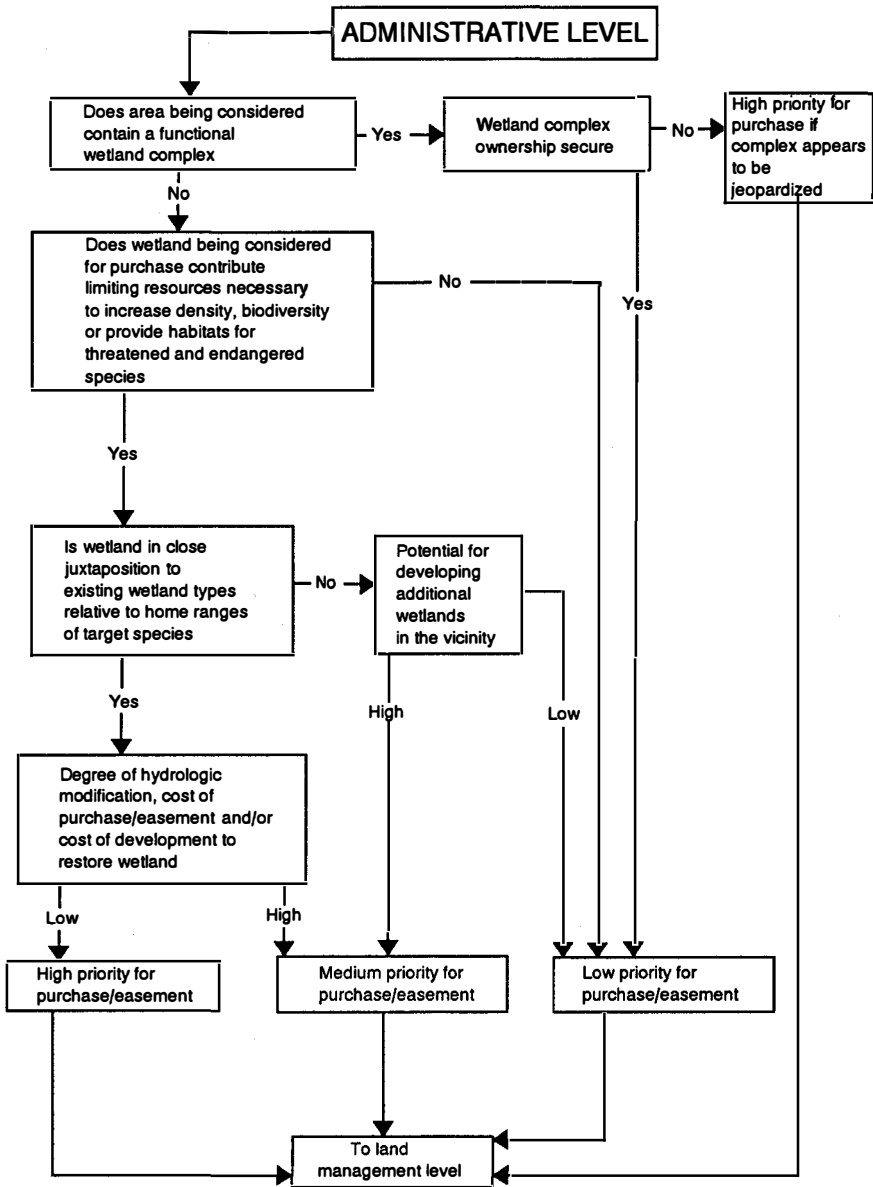 ADMINISTRATIVE LEVEL
Does area being considered
contain a functional
wetland complex
Yes
Wetland complex
ownership secure
No
High priority for
purchase if
complex appears
to be
jeopardized
No
Does wetland being considered
for purchase contribute
limiting resources necessary
to increase density, biodiversity
or provide habitats for
threatened and endangered
species
No
Yes
Yes
Is wetland in close
juxtaposition to
existing wetland types
relative to home ranges
of target species
No
Potential for
developing
additional
wetlands
in the vicinity
Yes
High
Low
Degree of hydrologic
modification, cost of
purchase/easement and/or
cost of development to
restore wetland
Low
High
High priority for
purchase/easement
Medium priority for
purchase/easement
Low priority for
purchase/easement
To land
management level